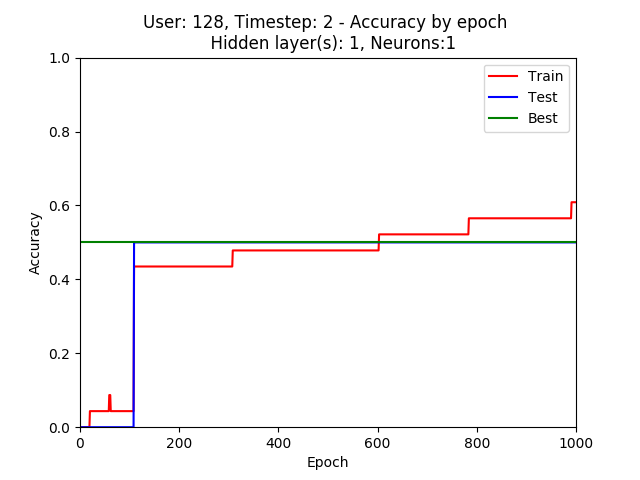 User: 128, Timestep: 2 - Accuracy by epoch
Hidden layer(s): 1, Neurons:1
1.0
0.8
0.6
0.4
0.2
0.0
Accuracy
Train
Test
Best
0 200 400 600 800 1000
Epoch